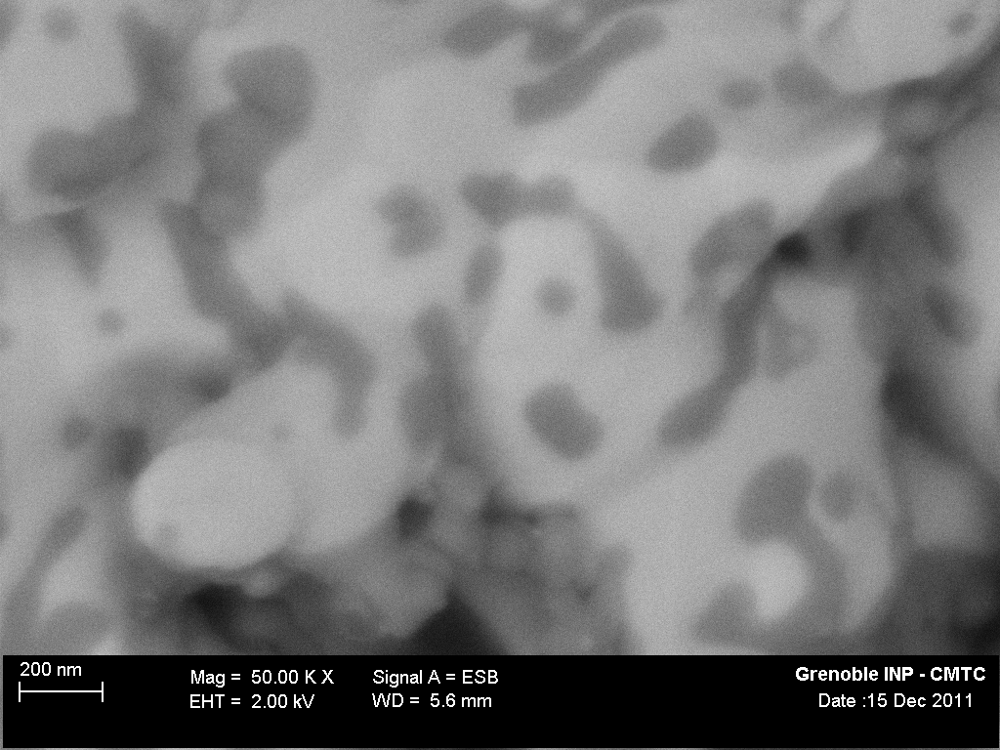 200 nm
Mag = 50.00 K X
EHT = 2.00 kV
Signal A = ESB
WD = 5.6 mm
Grenoble INP - CMTC
Date :15 Dec 2011